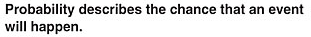 Probability describes the chance that an event
will happen.